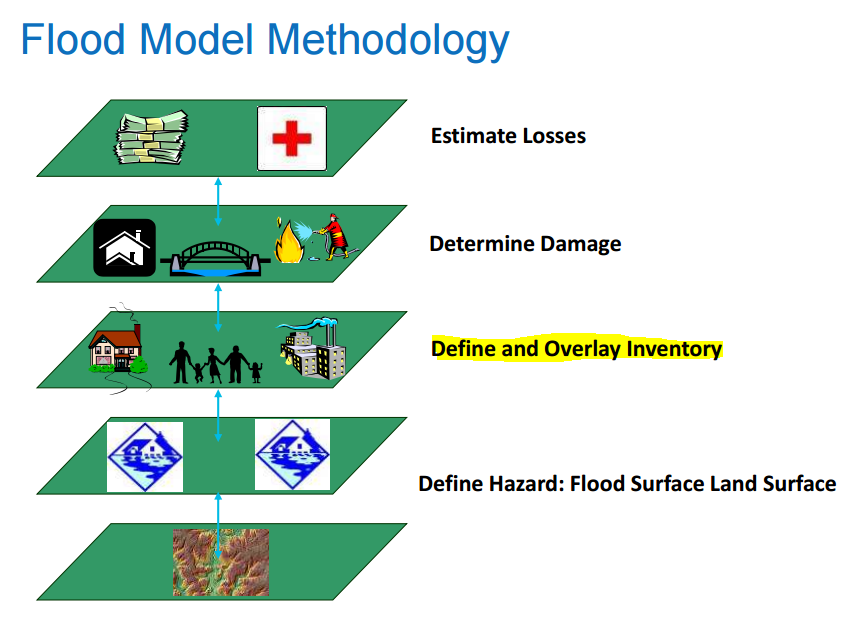 Flood Model Methodology
Estimate Losses
Determine Damage
Define and Overlay Inventory
Define Hazard: Flood Surface Land Surface